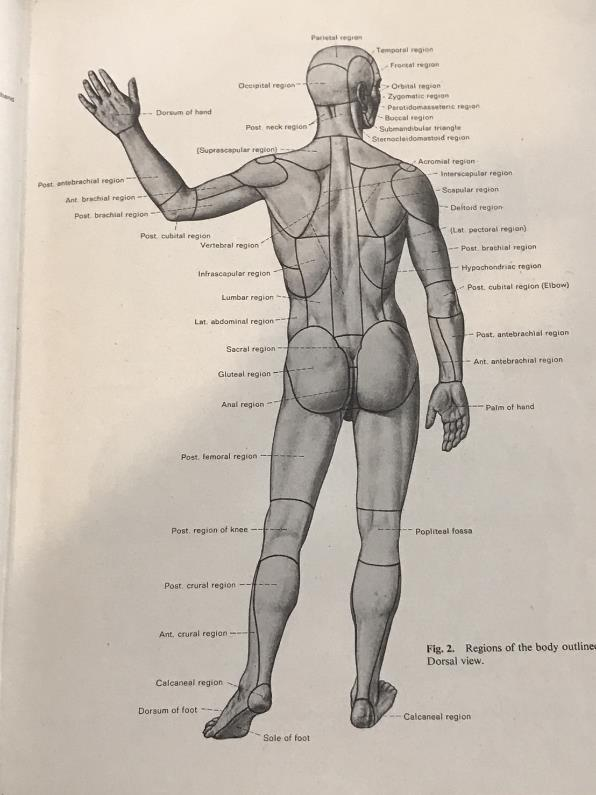 Parietal region
Temporal region
Frontal region
Occipital region
Orbital region
Zygomatic region
Parotidomasseteric region
Buccal region
Dorsum of hand
Post. neck region
Submandibular triangle
Sternocleidomastoid region
(Suprascapular region)
Acromial region
Interscapular region
Post. antebrachial region
Scapular region
Ant. brachial region
Deltoid region
Post. brachial region
(Lat. pectoral region)
Post. cubital region
Vertebral region
Post. brachial region
Infrascapular region
Hypochondriac region
Post. cubital region (Elbow)
Lumbar region
Lat. abdominal region
Post. antebrachial region
Sacral region
Ant. antebrachial region
Gluteal region
Anal region
Palm of hand
Post. femoral region
Post. region of knee
Popliteal fossa
Post. crural region
Ant. crural region
Fig. 2. Regions of the body outline
Dorsal view.
Calcaneal region
Dorsum of foot
Calcaneal region
Sole of foot